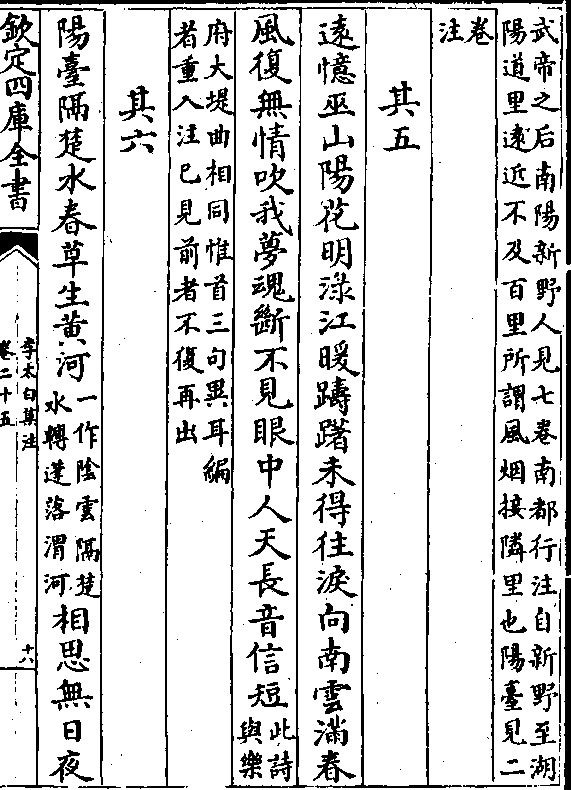 武帝之后南陽新野人見七卷南都行注自新野至湖
陽道里遠近不及百里所謂風烟接隣里也陽臺見二
卷
注
其五
遠憶巫山陽花明淥江暖躊躇未得往淚向南雲滿春
風復無情吹我夢魂斷不見眼中人天長音信短此詩
與樂
府大堤曲相同惟首三句異耳編
者重入注已見前者不復再出
其六
陽臺隔楚水春草生黃河一作陰雲隔楚
水轉蓬落渭河相思無日夜
欽定四庫全書
李太白集注
卷二十五
十六